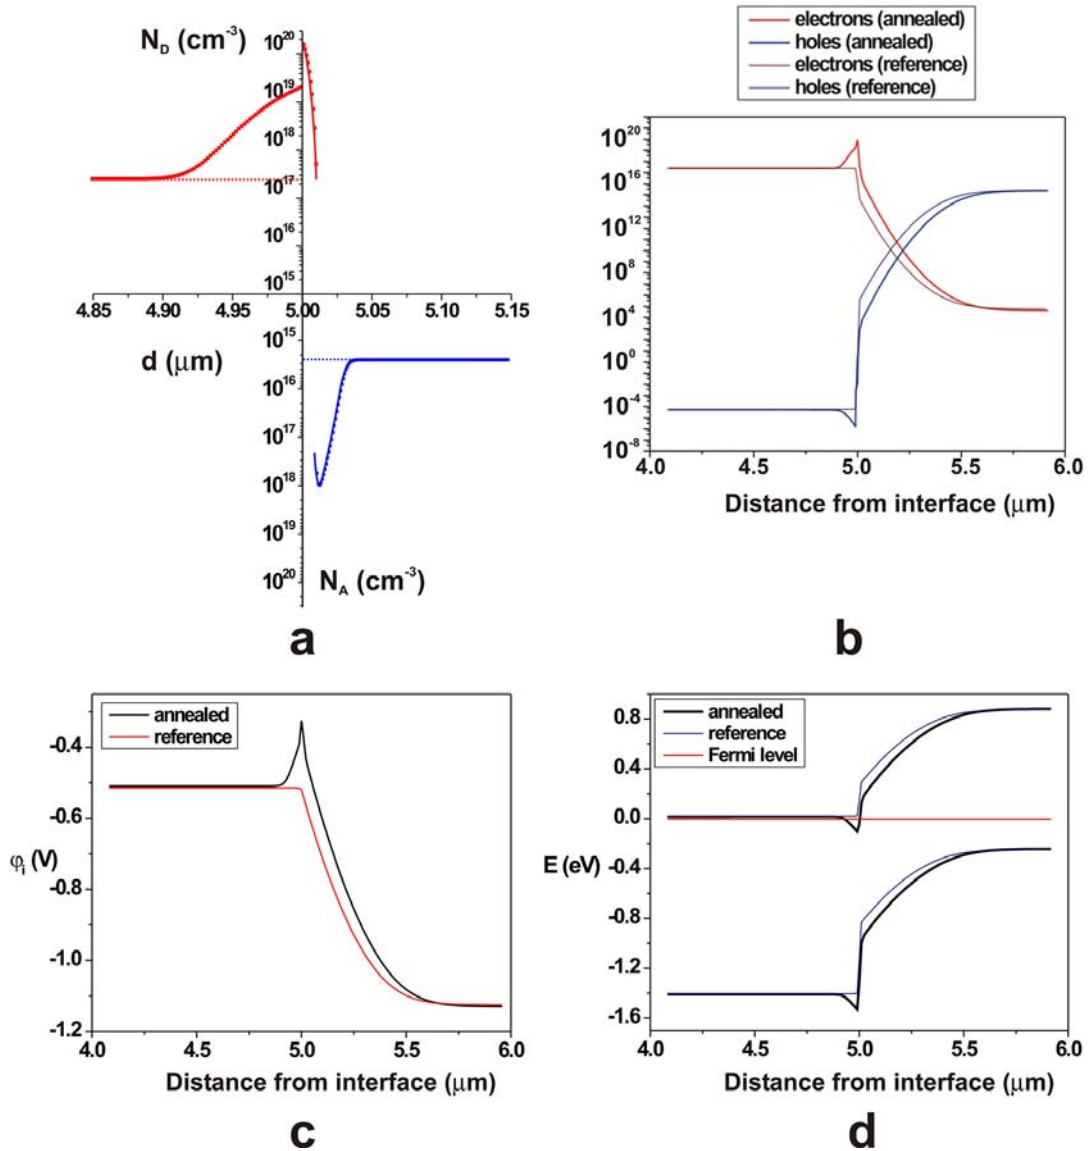 N_D (cm^-3)
10^20
10^19
10^18
10^17
10^16
10^15
4.85 4.90 4.95 5.00 5.05 5.10 5.15
d (μm)
10^15
10^16
10^17
10^18
10^19
10^20
N_A (cm^-3)
a
electrons (annealed)
holes (annealed)
electrons (reference)
holes (reference)
10^20
10^16
10^12
10^8
10^4
10^0
10^-4
10^-8
4.0 4.5 5.0 5.5 6.0
Distance from interface (μm)
b
annealed
reference
-0.4
-0.6
φ_i (V)
-0.8
-1.0
-1.2
4.0 4.5 5.0 5.5 6.0
Distance from interface (μm)
c
annealed
reference
Fermi level
0.8
0.4
0.0
E (eV)
-0.4
-0.8
-1.2
-1.6
4.0 4.5 5.0 5.5 6.0
Distance from interface (μm)
d